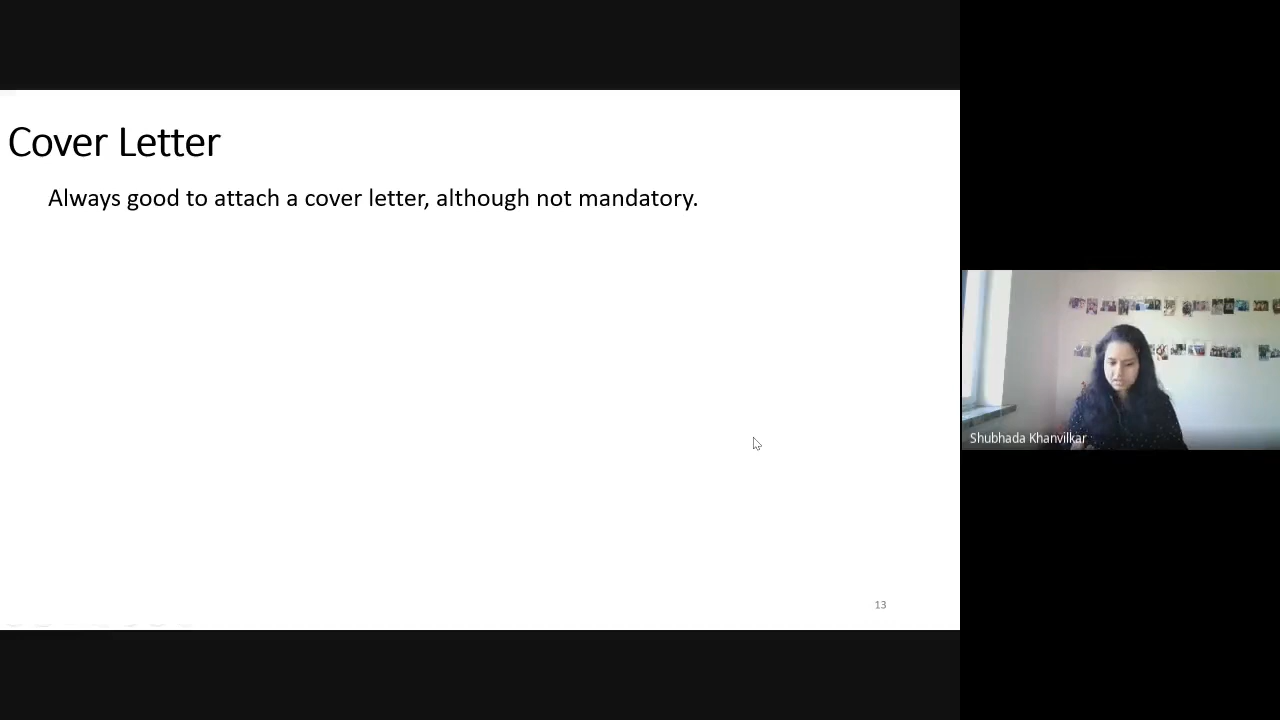 Cover Letter
Always good to attach a cover letter, although not mandatory.
Shubhada Khanvilkar
13